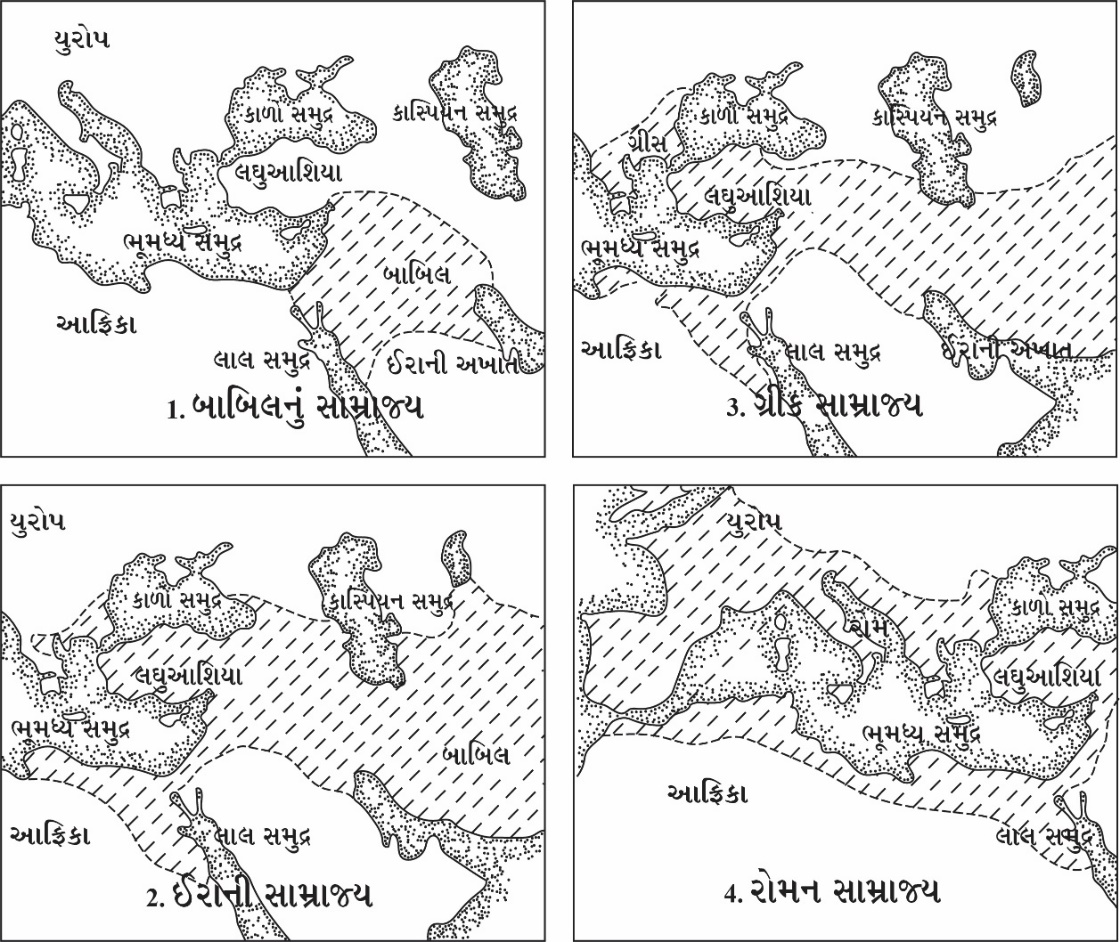 યુરોપ
કાળો સમુદ્ર
કાસ્પિયન સમુદ્ર
લઘુઆશિયા
ભૂમધ્ય સમુદ્ર
બાબિલ
આફ્રિકા
લાલ સમુદ્ર
ઈરાની અખાત
1. બાબિલનું સામ્રાજ્ય
કાળો સમુદ્ર
કાસ્પિયન સમુદ્ર
ગ્રીસ
લઘુઆશિયા
ભૂમધ્ય સમુદ્ર
આફ્રિકા
લાલ સમુદ્ર
ઈરાની અખાત
3. ગ્રીક સામ્રાજ્ય
યુરોપ
કાળો સમુદ્ર
કાસ્પિયન સમુદ્ર
લઘુઆશિયા
ભૂમધ્ય સમુદ્ર
બાબિલ
આફ્રિકા
લાલ સમુદ્ર
2. ઈરાની સામ્રાજ્ય
યુરોપ
કાળો સમુદ્ર
રોમ
લઘુઆશિયા
ભૂમધ્ય સમુદ્ર
આફ્રિકા
લાલ સમુદ્ર
4. રોમન સામ્રાજ્ય